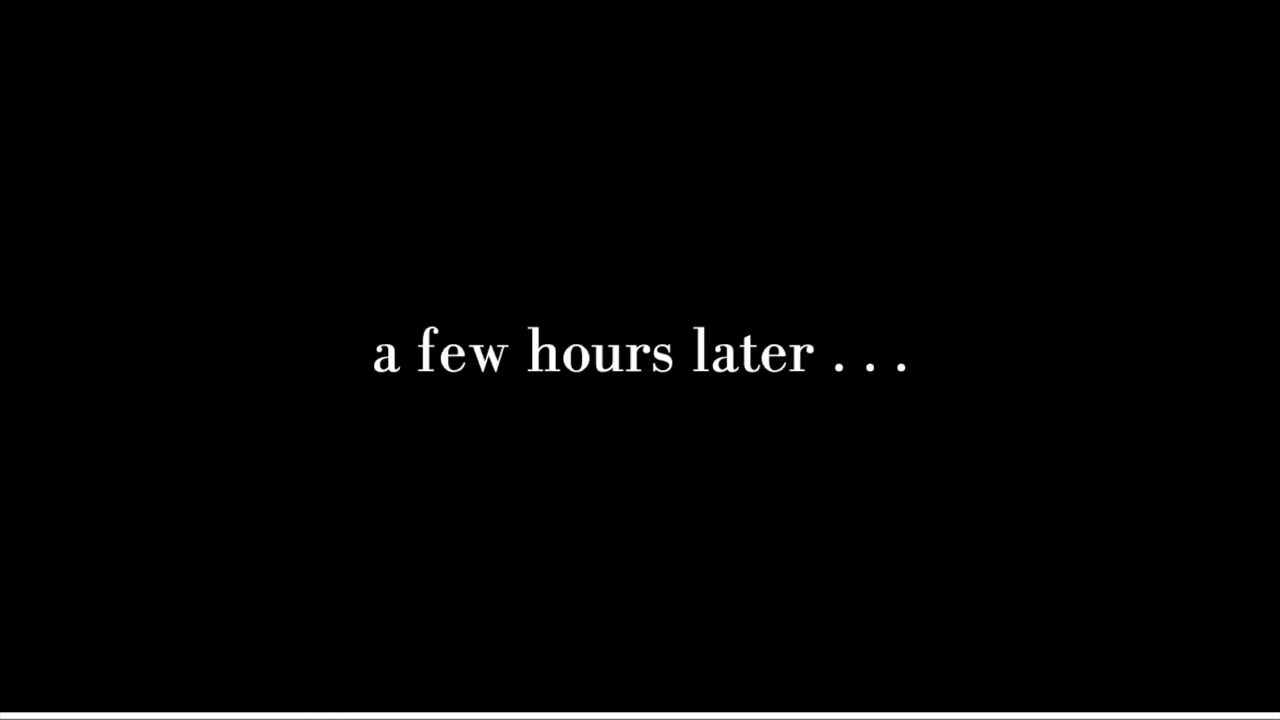 a few hours later . . .